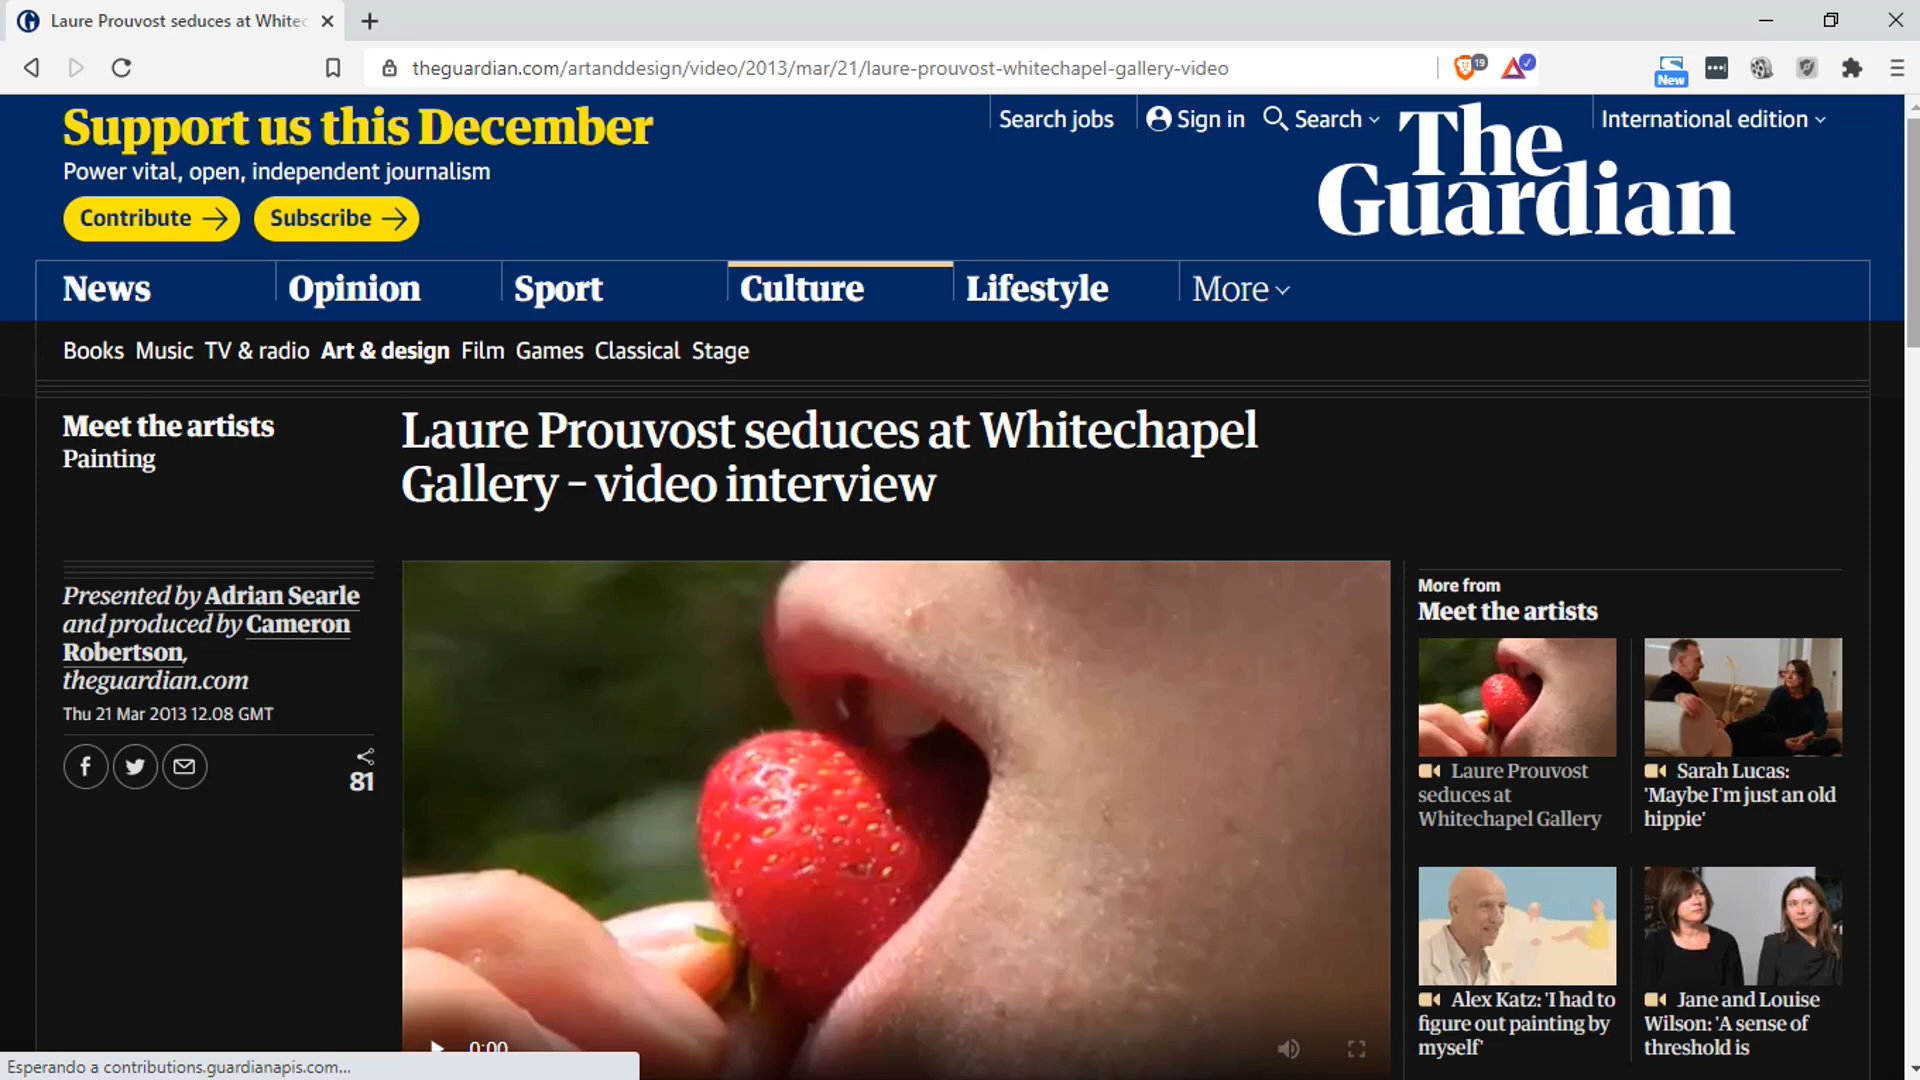 Laure Prouvost seduces at Whitec
theguardian.com/artanddesign/video/2013/mar/21/laure-prouvost-whitechapel-gallery-video
19
New
Support us this December
Power vital, open, independent journalism
Contribute
Subscribe
Search jobs
Sign in
Search
International edition
The
Guardian
News
Opinion
Sport
Culture
Lifestyle
More
Books Music TV & radio Art & design Film Games Classical Stage
Meet the artists
Painting
Laure Prouvost seduces at Whitechapel
Gallery – video interview
Presented by Adrian Searle
and produced by Cameron
Robertson,
theguardian.com
Thu 21 Mar 2013 12.08 GMT
81
0:00
More from
Meet the artists
Laure Prouvost
seduces at
Whitechapel Gallery
Sarah Lucas:
'Maybe I'm just an old
hippie'
Alex Katz: 'I had to
figure out painting by
myself'
Jane and Louise
Wilson: 'A sense of
threshold is
Esperando a contributions.guardianapis.com...